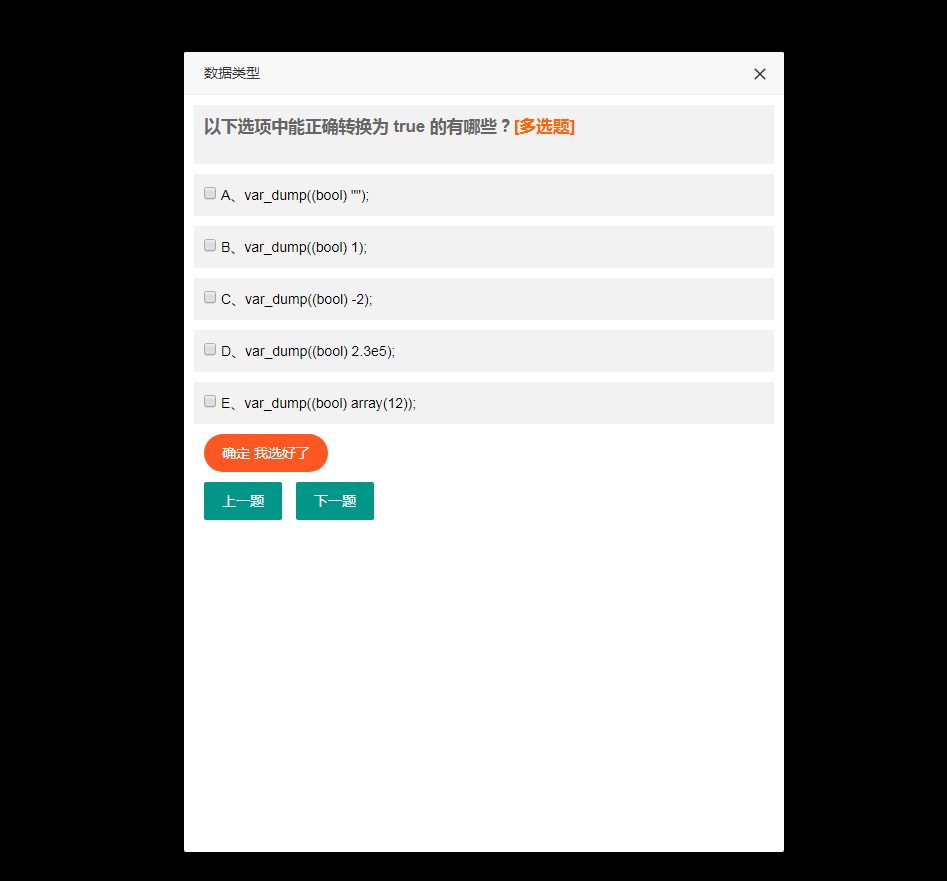 数据类型
以下选项中能正确转换为 true 的有哪些？[多选题]
A、var_dump((bool) "");
B、var_dump((bool) 1);
C、var_dump((bool) -2);
D、var_dump((bool) 2.3e5);
E、var_dump((bool) array(12));
确定 我选好了
上一题 下一题